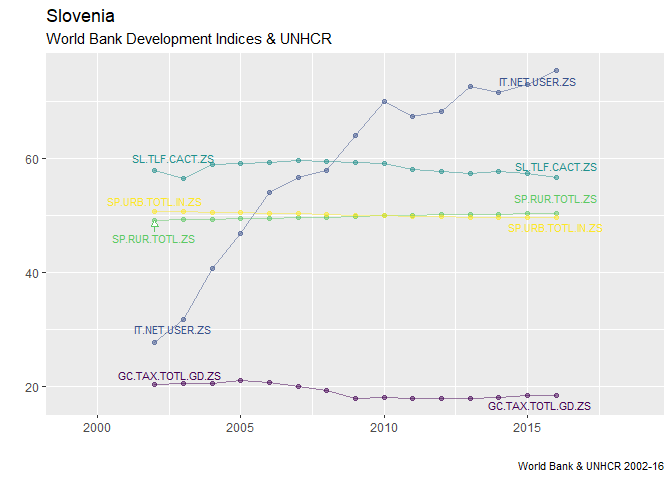 Slovenia
World Bank Development Indices & UNHCR
IT.NET.USER.ZS
60
SL.TLF.CACT.ZS
SL.TLF.CACT.ZS
SP.URB.TOTL.IN.ZS
SP.RUR.TOTL.ZS
SP.RUR.TOTL.ZS
SP.URB.TOTL.IN.ZS
40
IT.NET.USER.ZS
GC.TAX.TOTL.GD.ZS
20
GC.TAX.TOTL.GD.ZS
2000
2005
2010
2015
World Bank & UNHCR 2002-16